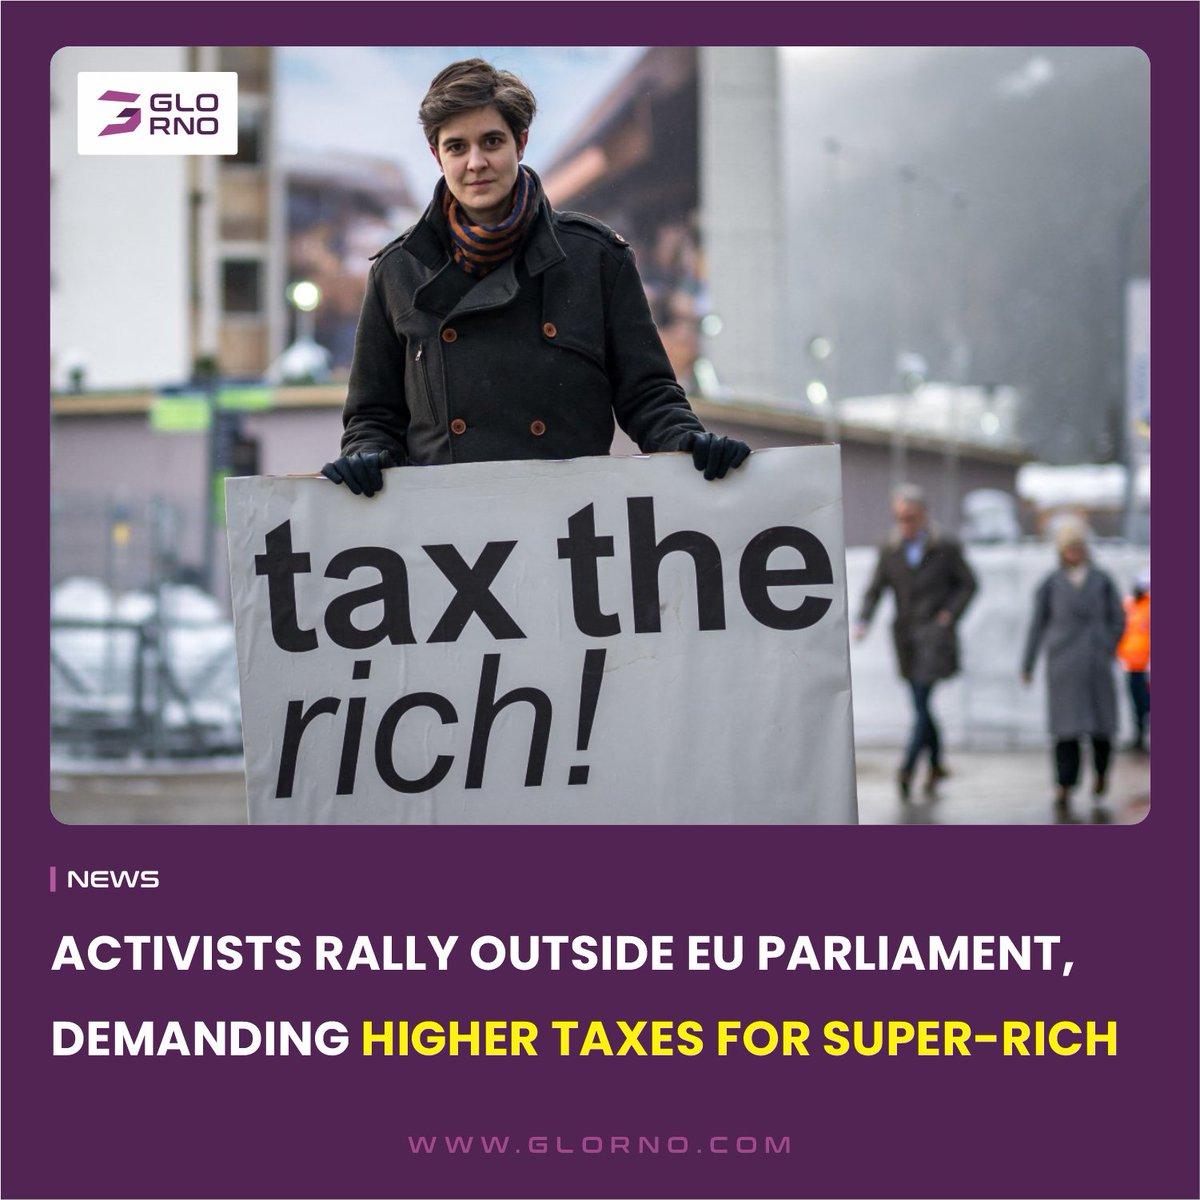 GLO
RNO
tax the
rich!
NEWS
ACTIVISTS RALLY OUTSIDE EU PARLIAMENT,
DEMANDING HIGHER TAXES FOR SUPER-RICH
WWW.GLORNO.COM